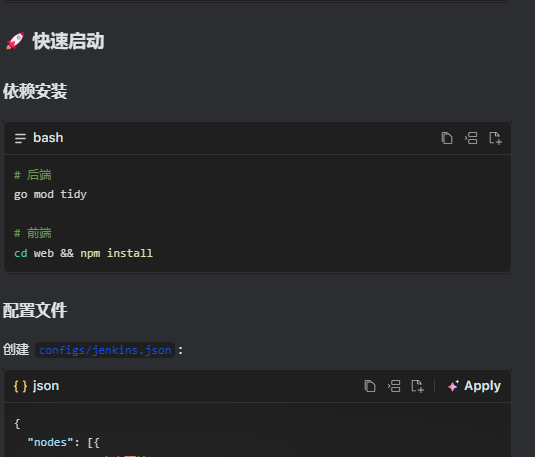 🚀 快速启动
依赖安装
bash
# 后端
go mod tidy
# 前端
cd web && npm install
配置文件
创建 configs/jenkins.json：
{} json Apply
{
"nodes": [{